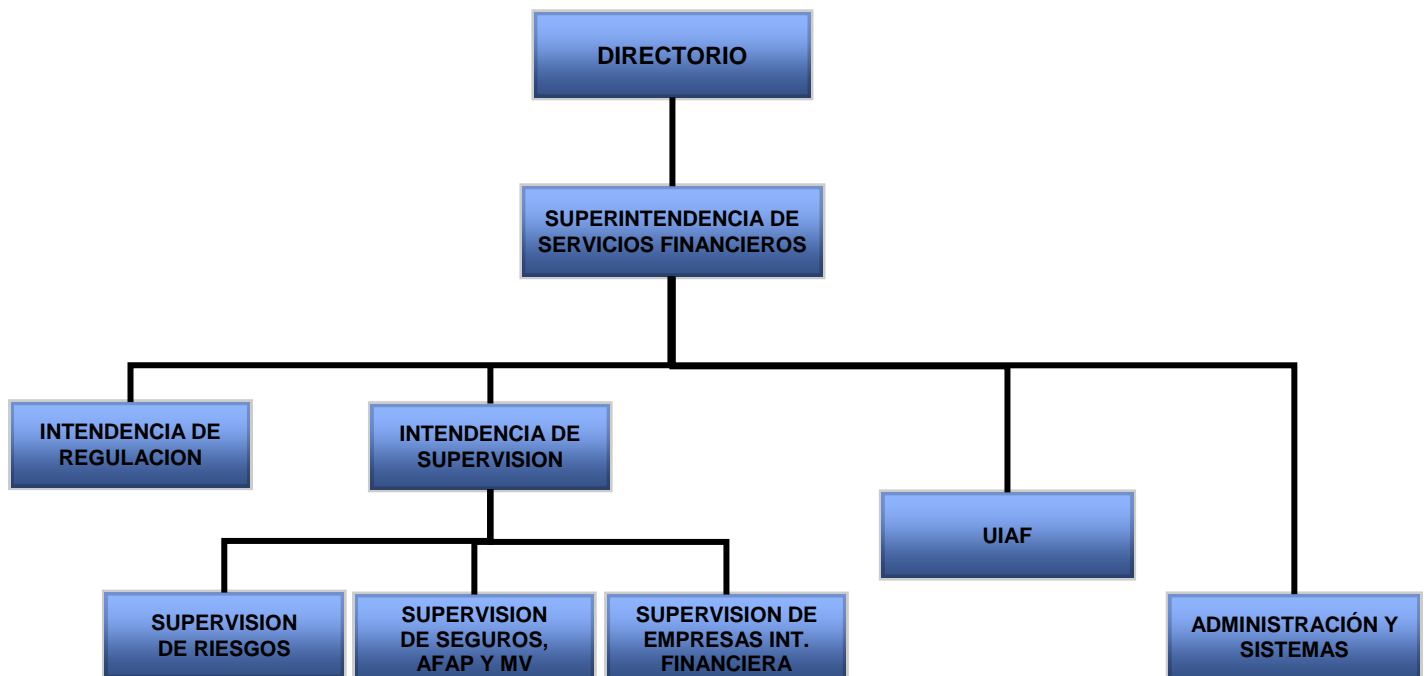 DIRECTORIO
SUPERINTENDENCIA DE
SERVICIOS FINANCIEROS
INTENDENCIA DE
REGULACION
INTENDENCIA DE
SUPERVISION
UIAF
SUPERVISION
DE RIESGOS
SUPERVISION
DE SEGUROS,
AFAP Y MV
SUPERVISION DE
EMPRESAS INT.
FINANCIERA
ADMINISTRACIÓN Y
SISTEMAS